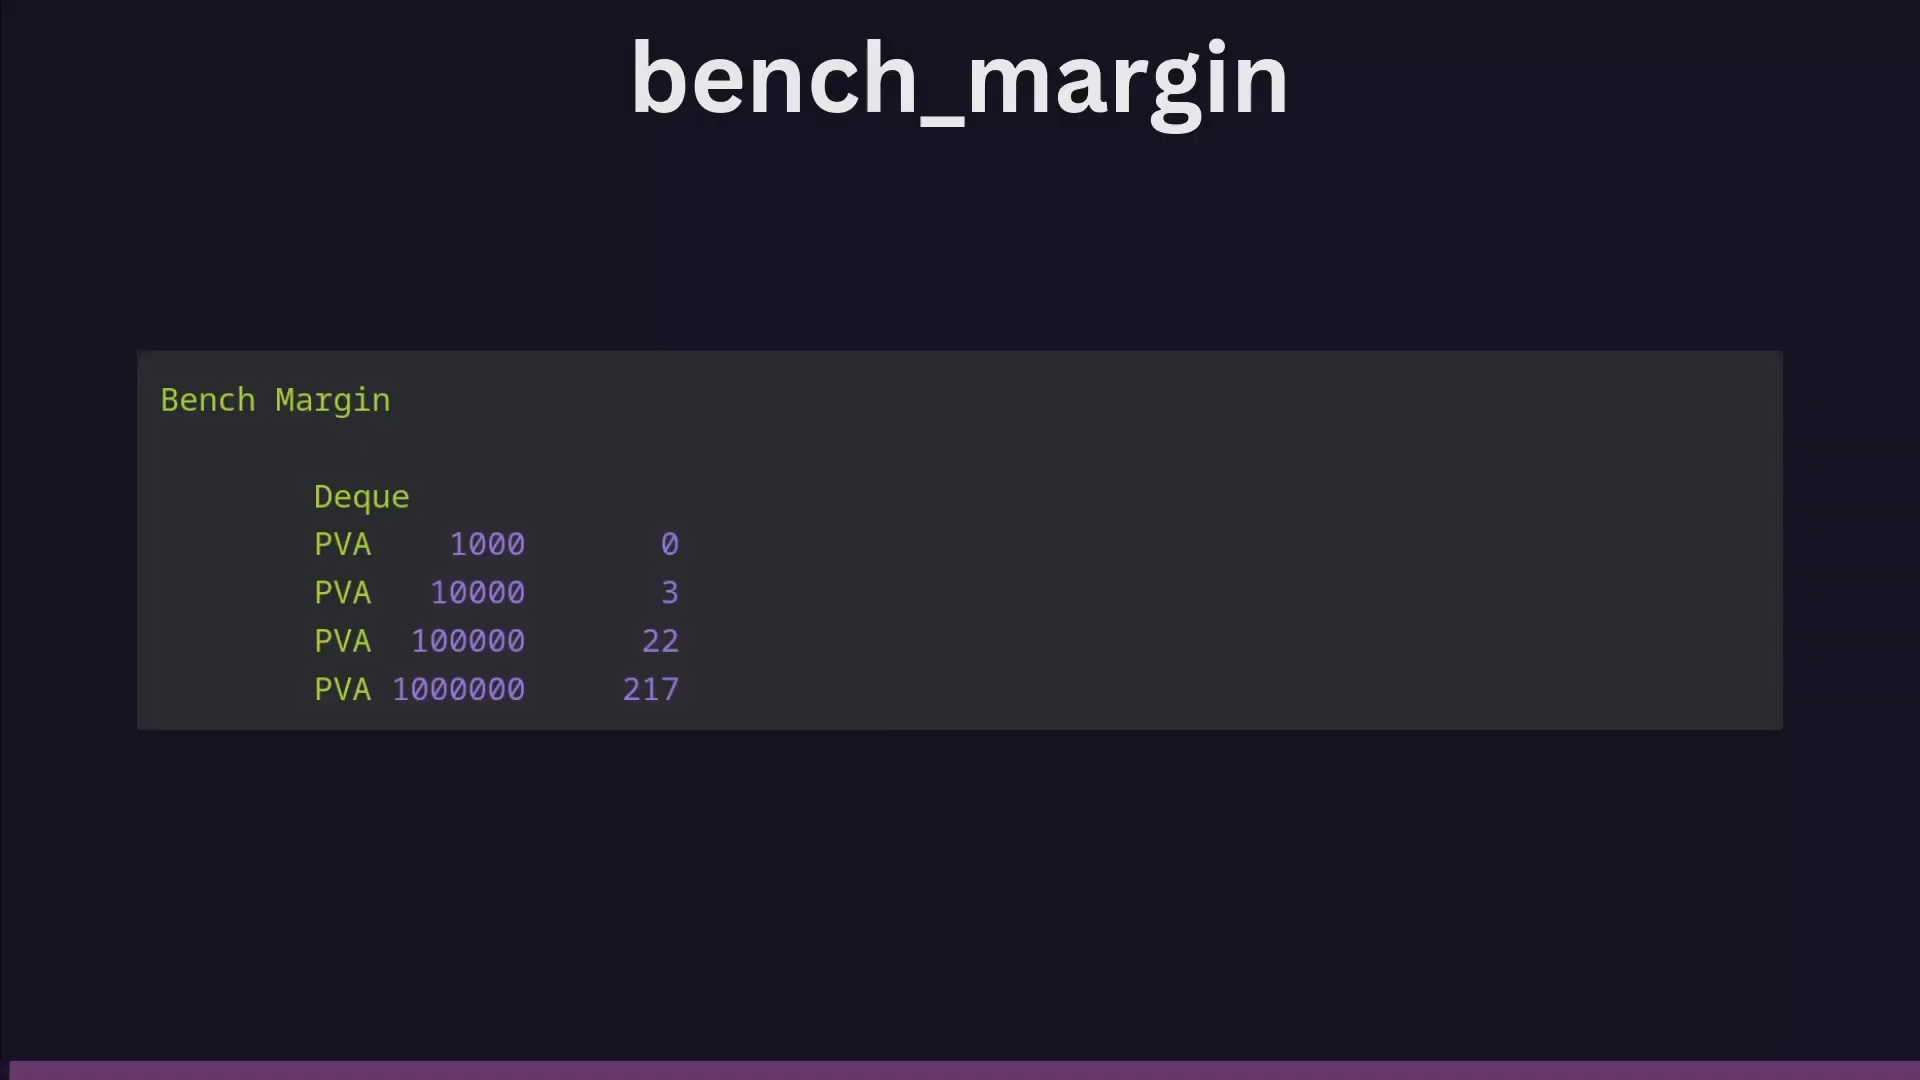 bench_margin
Bench Margin
Deque
PVA 1000 0
PVA 10000 3
PVA 100000 22
PVA 1000000 217